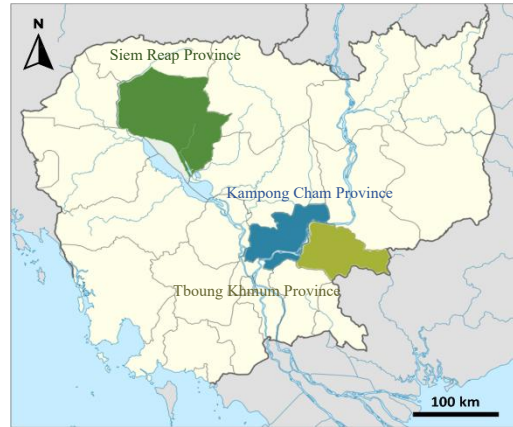 N
Siem Reap Province
Kampong Cham Province
Tboung Khmum Province
100 km